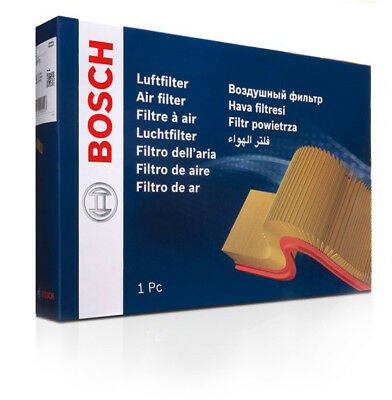 BOSCH
Luftfilter
Air filter
Filtre à air
Luchtfilter
Filtro dell'aria
Filtro de aire
Filtro de ar
Воздушный фильтр
Hava filtresi
Filtr powietrza
فلتر الهواء
1 Pc
BOSCH